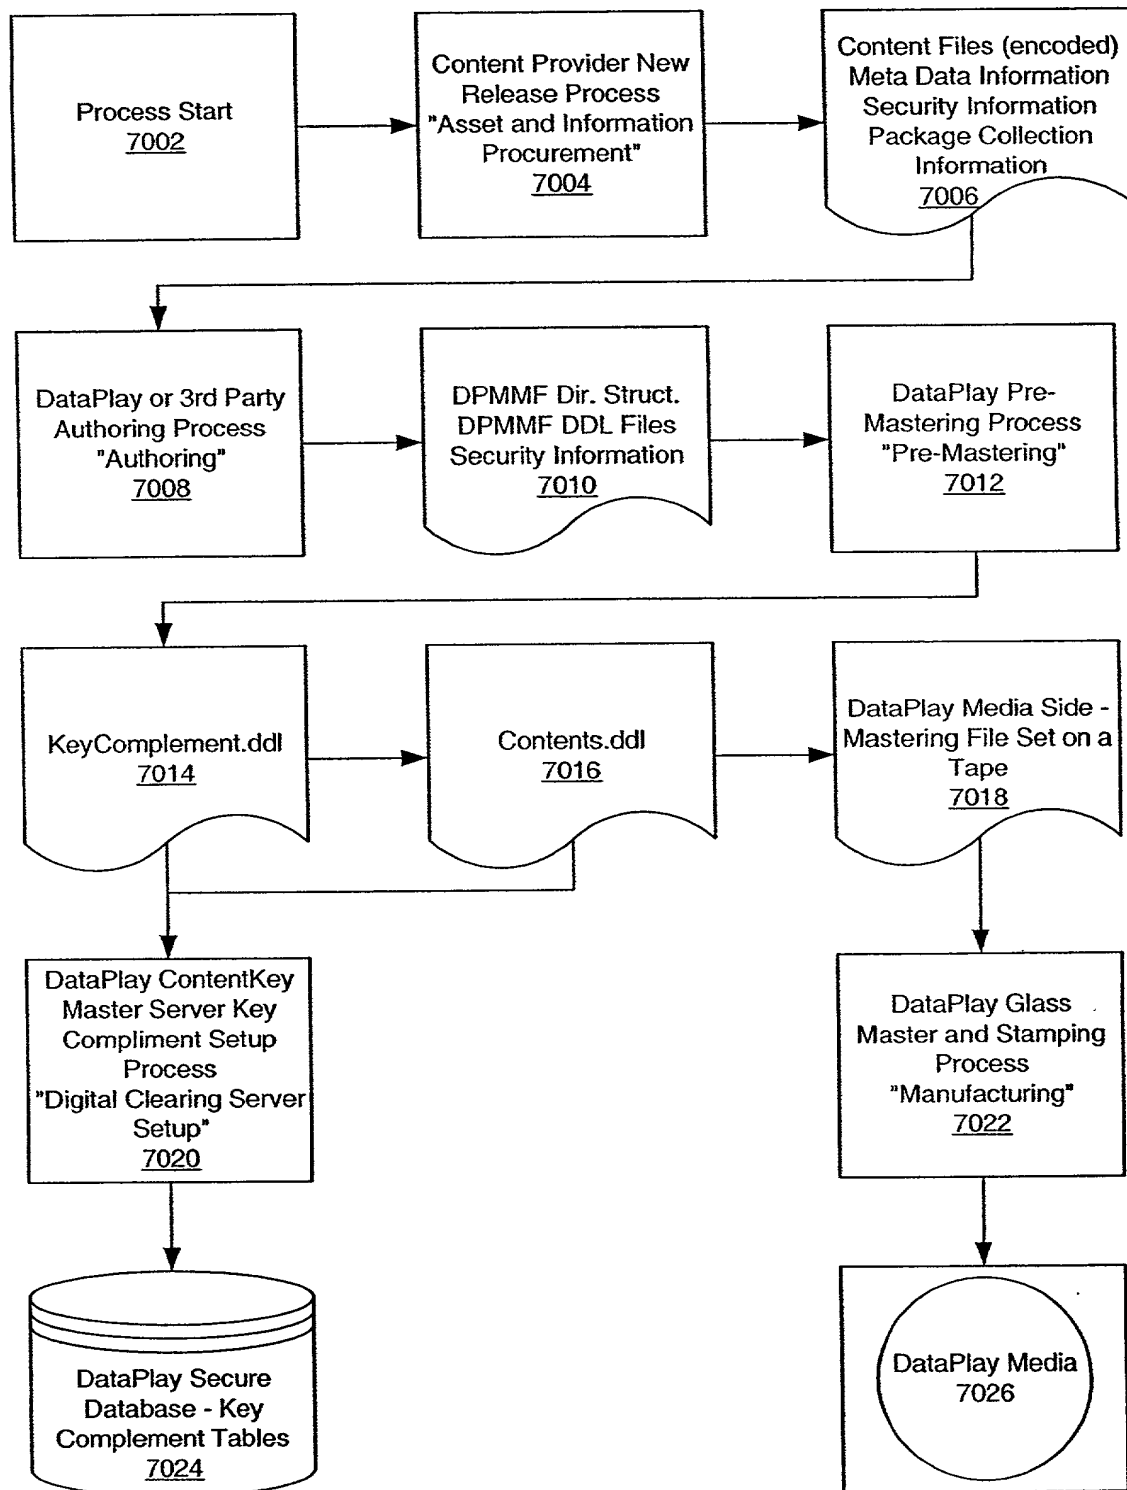 Process Start
7002
Content Provider New
Release Process
"Asset and Information
Procurement"
7004
Content Files (encoded)
Meta Data Information
Security Information
Package Collection
Information
7006
DataPlay or 3rd Party
Authoring Process
"Authoring"
7008
DPMMF Dir. Struct.
DPMMF DDL Files
Security Information
7010
DataPlay Pre-
Mastering Process
"Pre-Mastering"
7012
KeyComplement.ddl
7014
Contents.ddl
7016
DataPlay Media Side -
Mastering File Set on a
Tape
7018
DataPlay ContentKey
Master Server Key
Compliment Setup
Process
"Digital Clearing Server
Setup"
7020
DataPlay Glass
Master and Stamping
Process
"Manufacturing"
7022
DataPlay Secure
Database - Key
Complement Tables
7024
DataPlay Media
7026